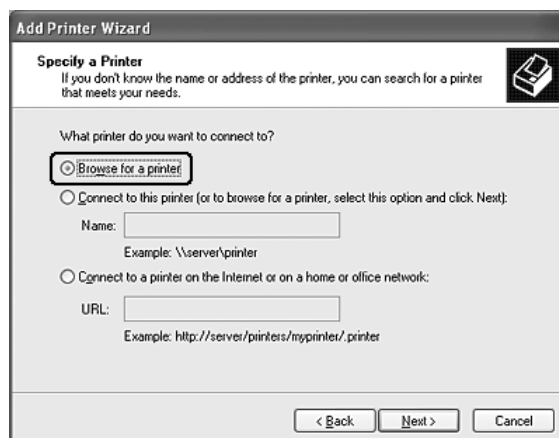 Add Printer Wizard
Specify a Printer
If you don't know the name or address of the printer, you can search for a printer
that meets your needs.
What printer do you want to connect to?
Browse for a printer
Connect to this printer (or to browse for a printer, select this option and click Next):
Name:
Example: \\server\printer
Connect to a printer on the Internet or on a home or office network:
URL:
Example: http://server/printers/myprinter/.printer
< Back Next > Cancel